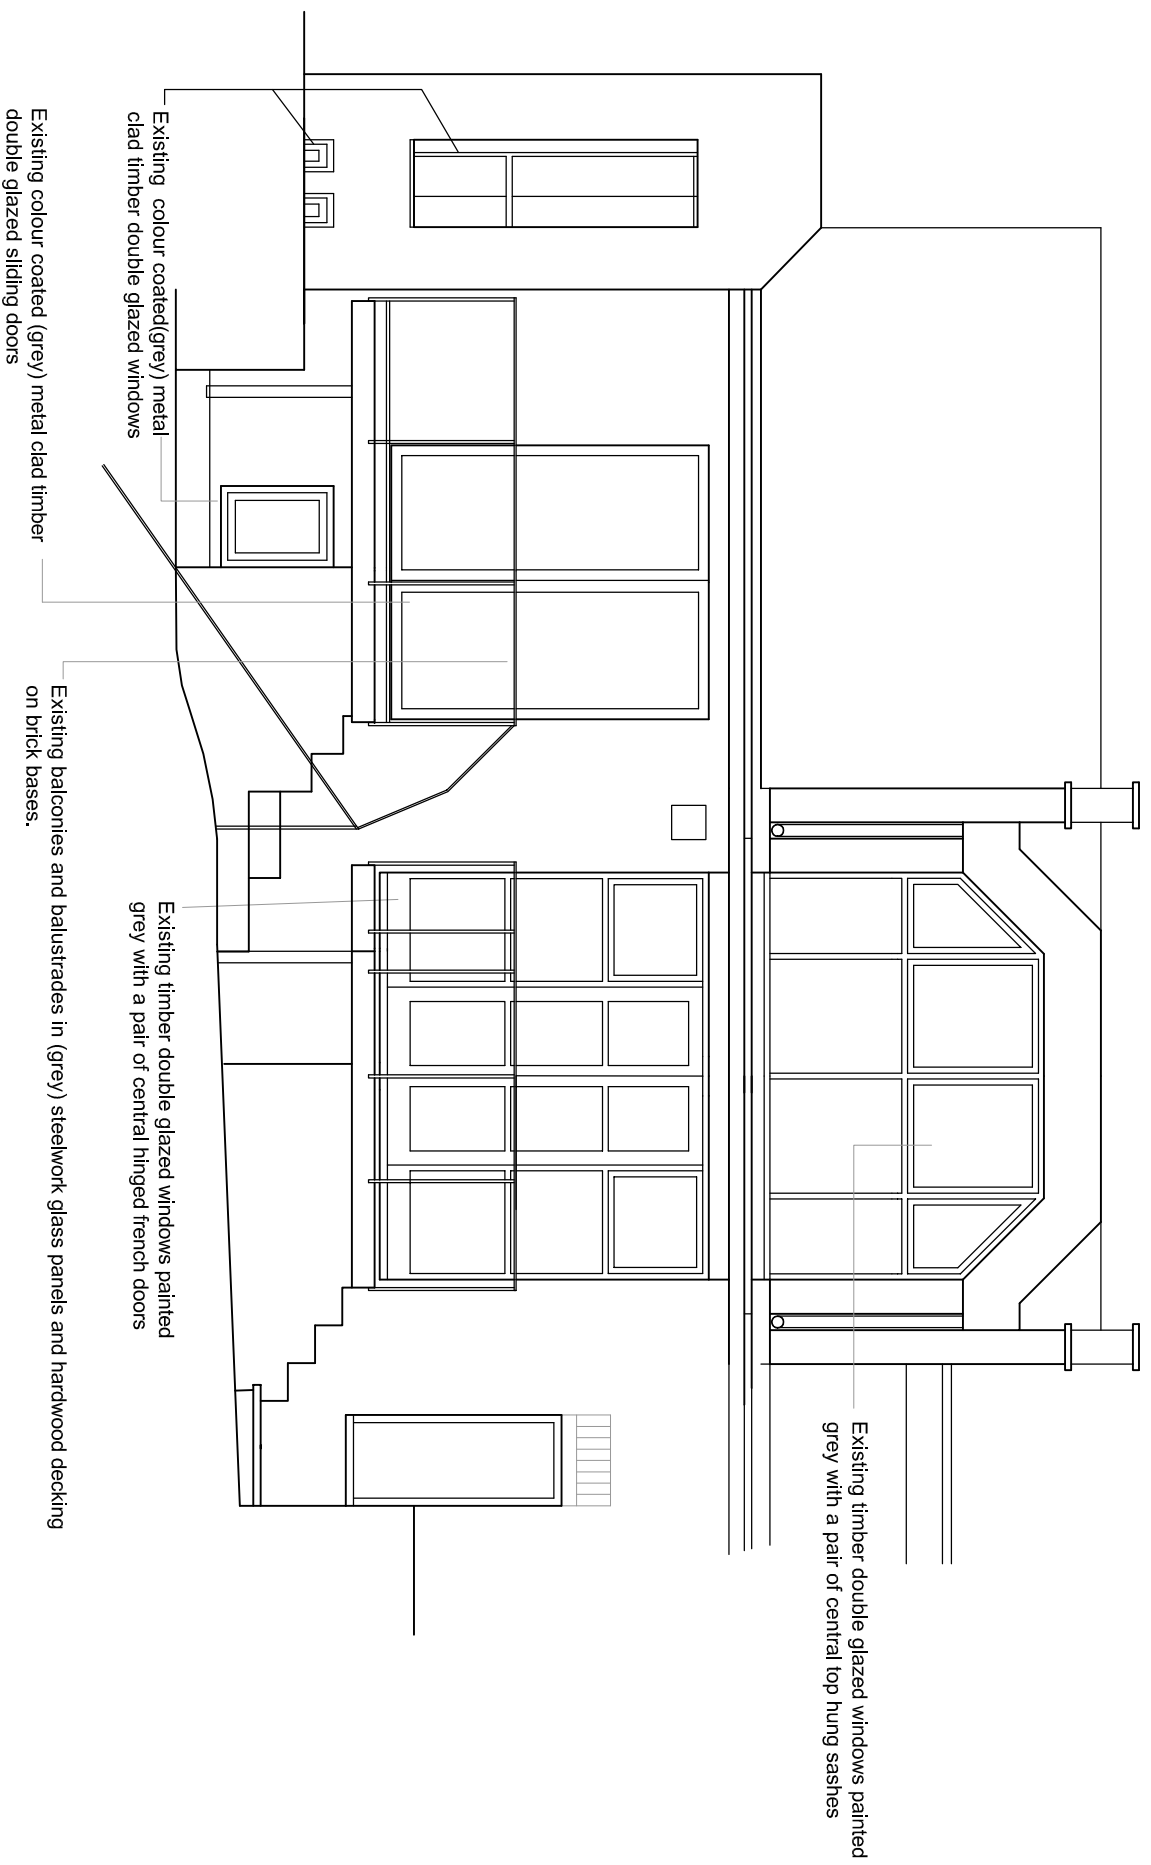 Existing timber double glazed windows painted
grey with a pair of central top hung sashes
Existing colour coated(grey) metal
clad timber double glazed windows
Existing timber double glazed windows painted
grey with a pair of central hinged french doors
Existing colour coated (grey) metal clad timber
double glazed sliding doors
Existing balconies and balustrades in (grey) steelwork glass panels and hardwood decking
on brick bases.